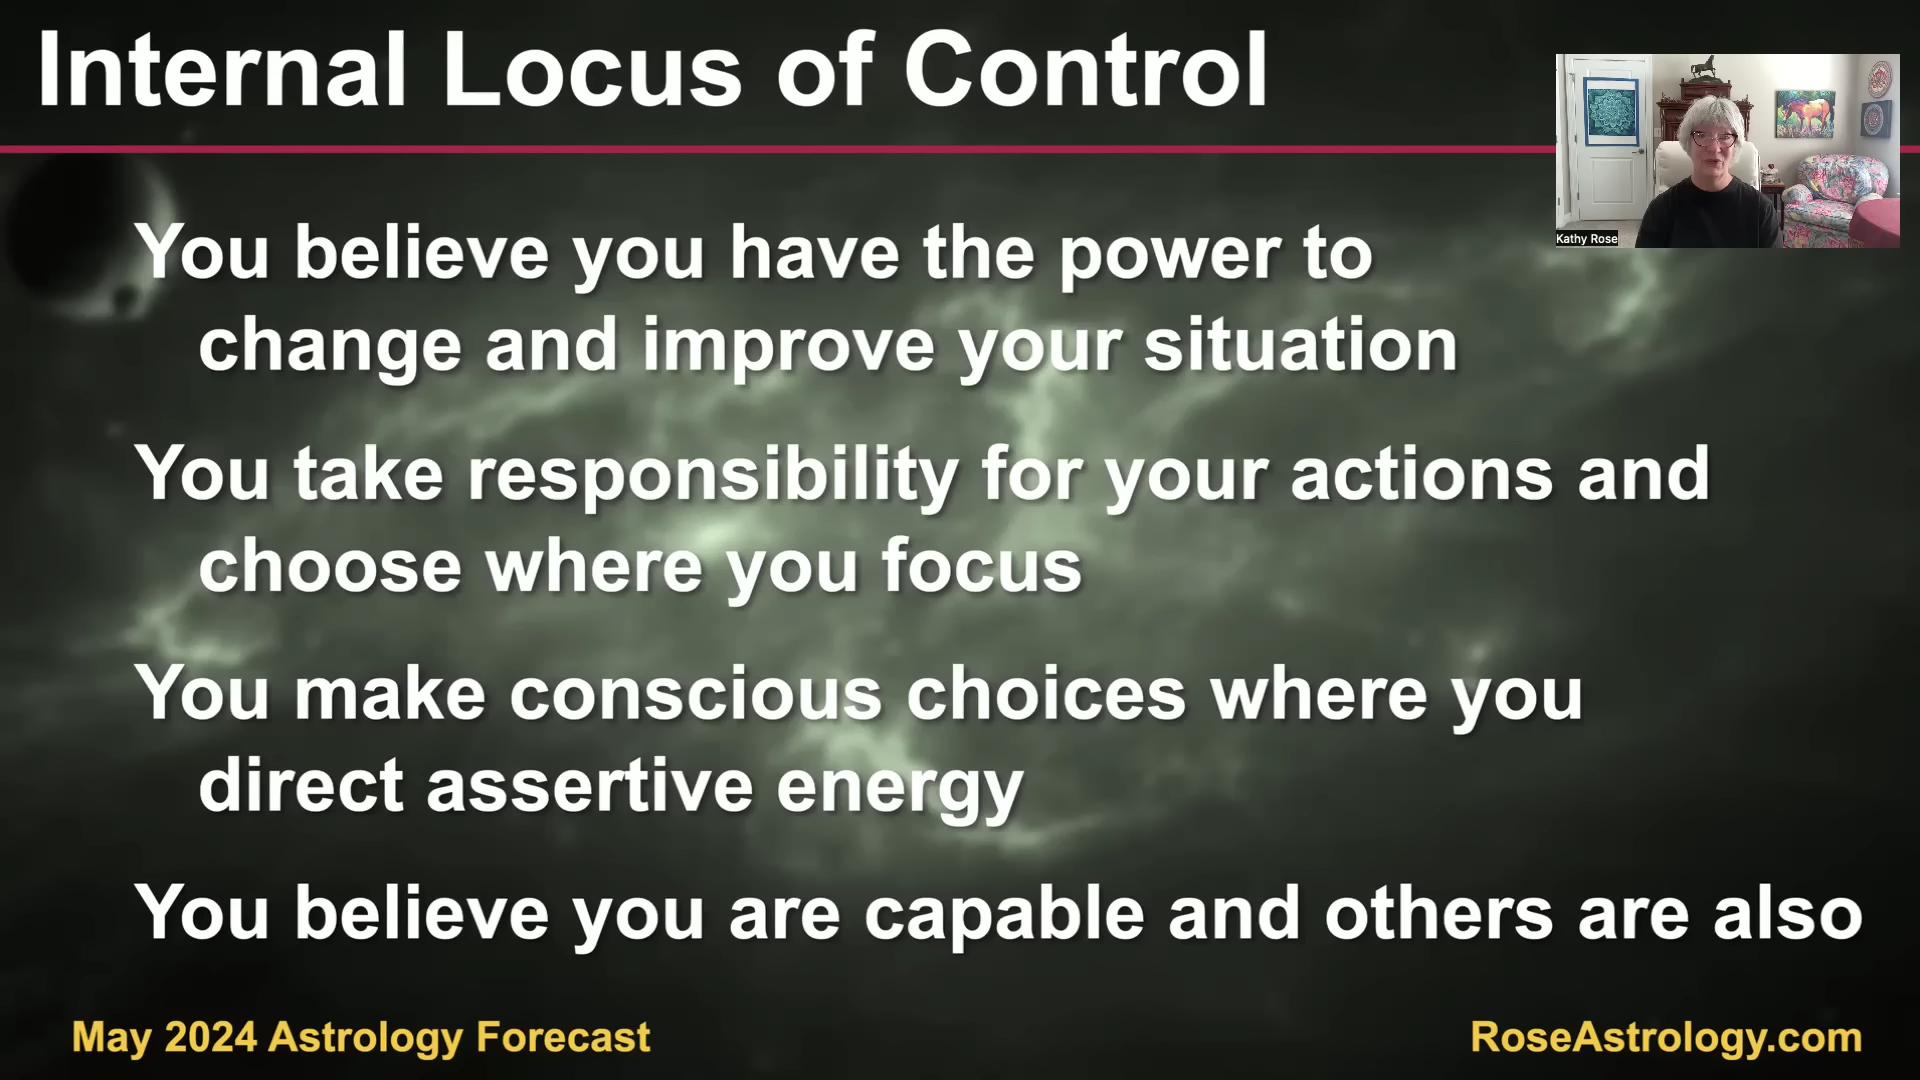 Internal Locus of Control
Kathy Rose
You believe you have the power to
change and improve your situation
You take responsibility for your actions and
choose where you focus
You make conscious choices where you
direct assertive energy
You believe you are capable and others are also
May 2024 Astrology Forecast
RoseAstrology.com